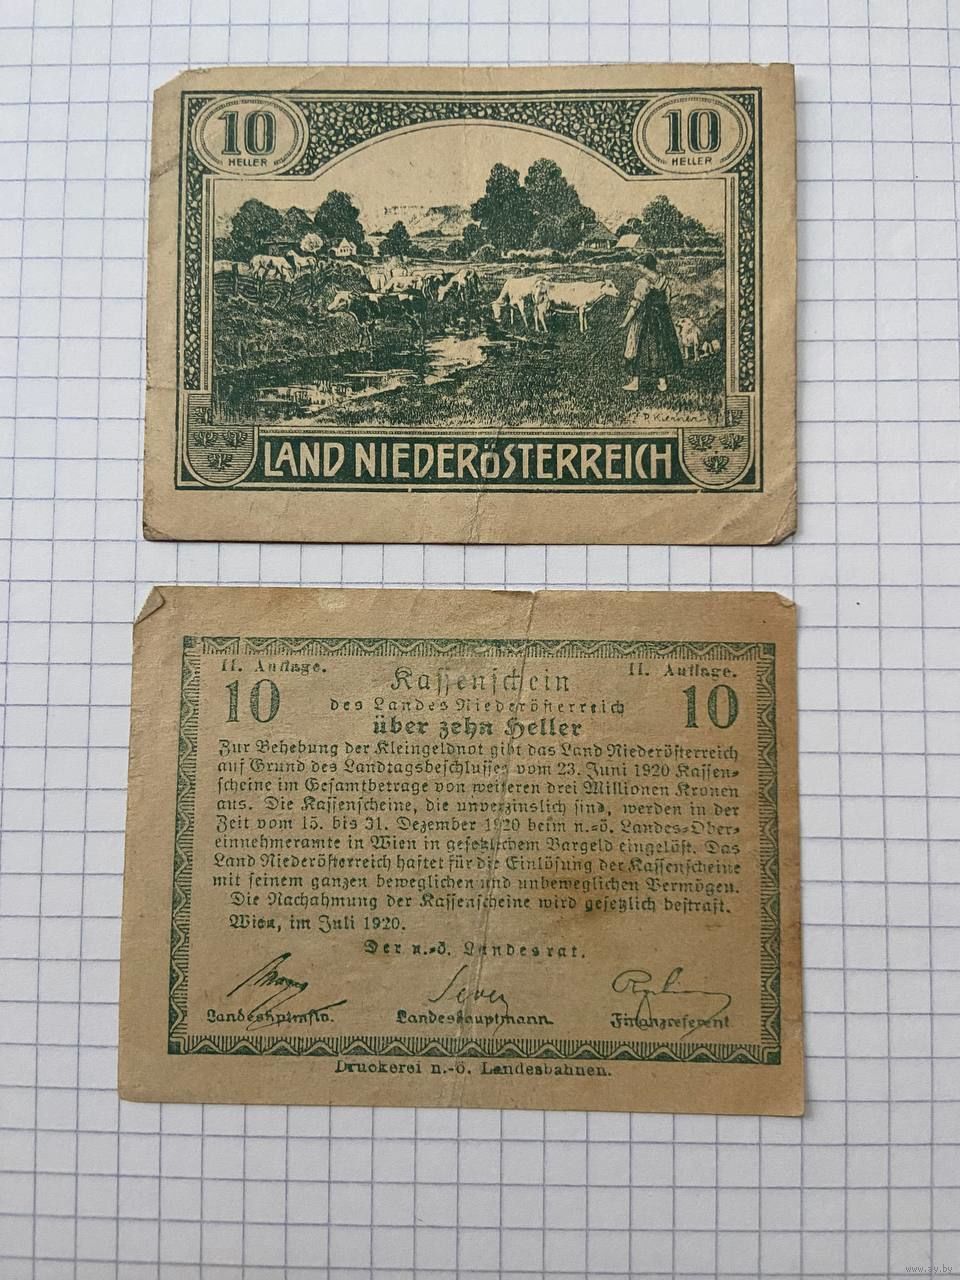 10
HELLER
10
HELLER
LAND NIEDERÖSTERREICH
II. Auflage.
II. Auflage.
10
10
Kassenschein
des Landes Niederösterreich
über zehn Heller
Zur Behebung der Kleingeldnot gibt das Land Niederösterreich
auf Grund des Landtagsbeschlusses vom 23. Juni 1920 Kassen-
scheine im Gesamtbetrage von weiteren drei Millionen Kronen
aus. Die Kassenscheine, die unverzinslich sind, werden in der
Zeit vom 15. bis 31. Dezember 1920 beim n.-ö. Landes-Ober-
einnehmeramte in Wien in gesetzlichem Bargeld eingelöst. Das
Land Niederösterreich haftet für die Einlösung der Kassenscheine
mit seinem ganzen beweglichen und unbeweglichen Vermögen.
Die Nachahmung der Kassenscheine wird gesetzlich bestraft.
Wien, im Juli 1920.
Der n.-ö. Landesrat.
Sever
Landeshptmstv.
Landeshauptmann
Finanzreferent
Druckerei n.-ö. Landesbahnen.
www.ay.by